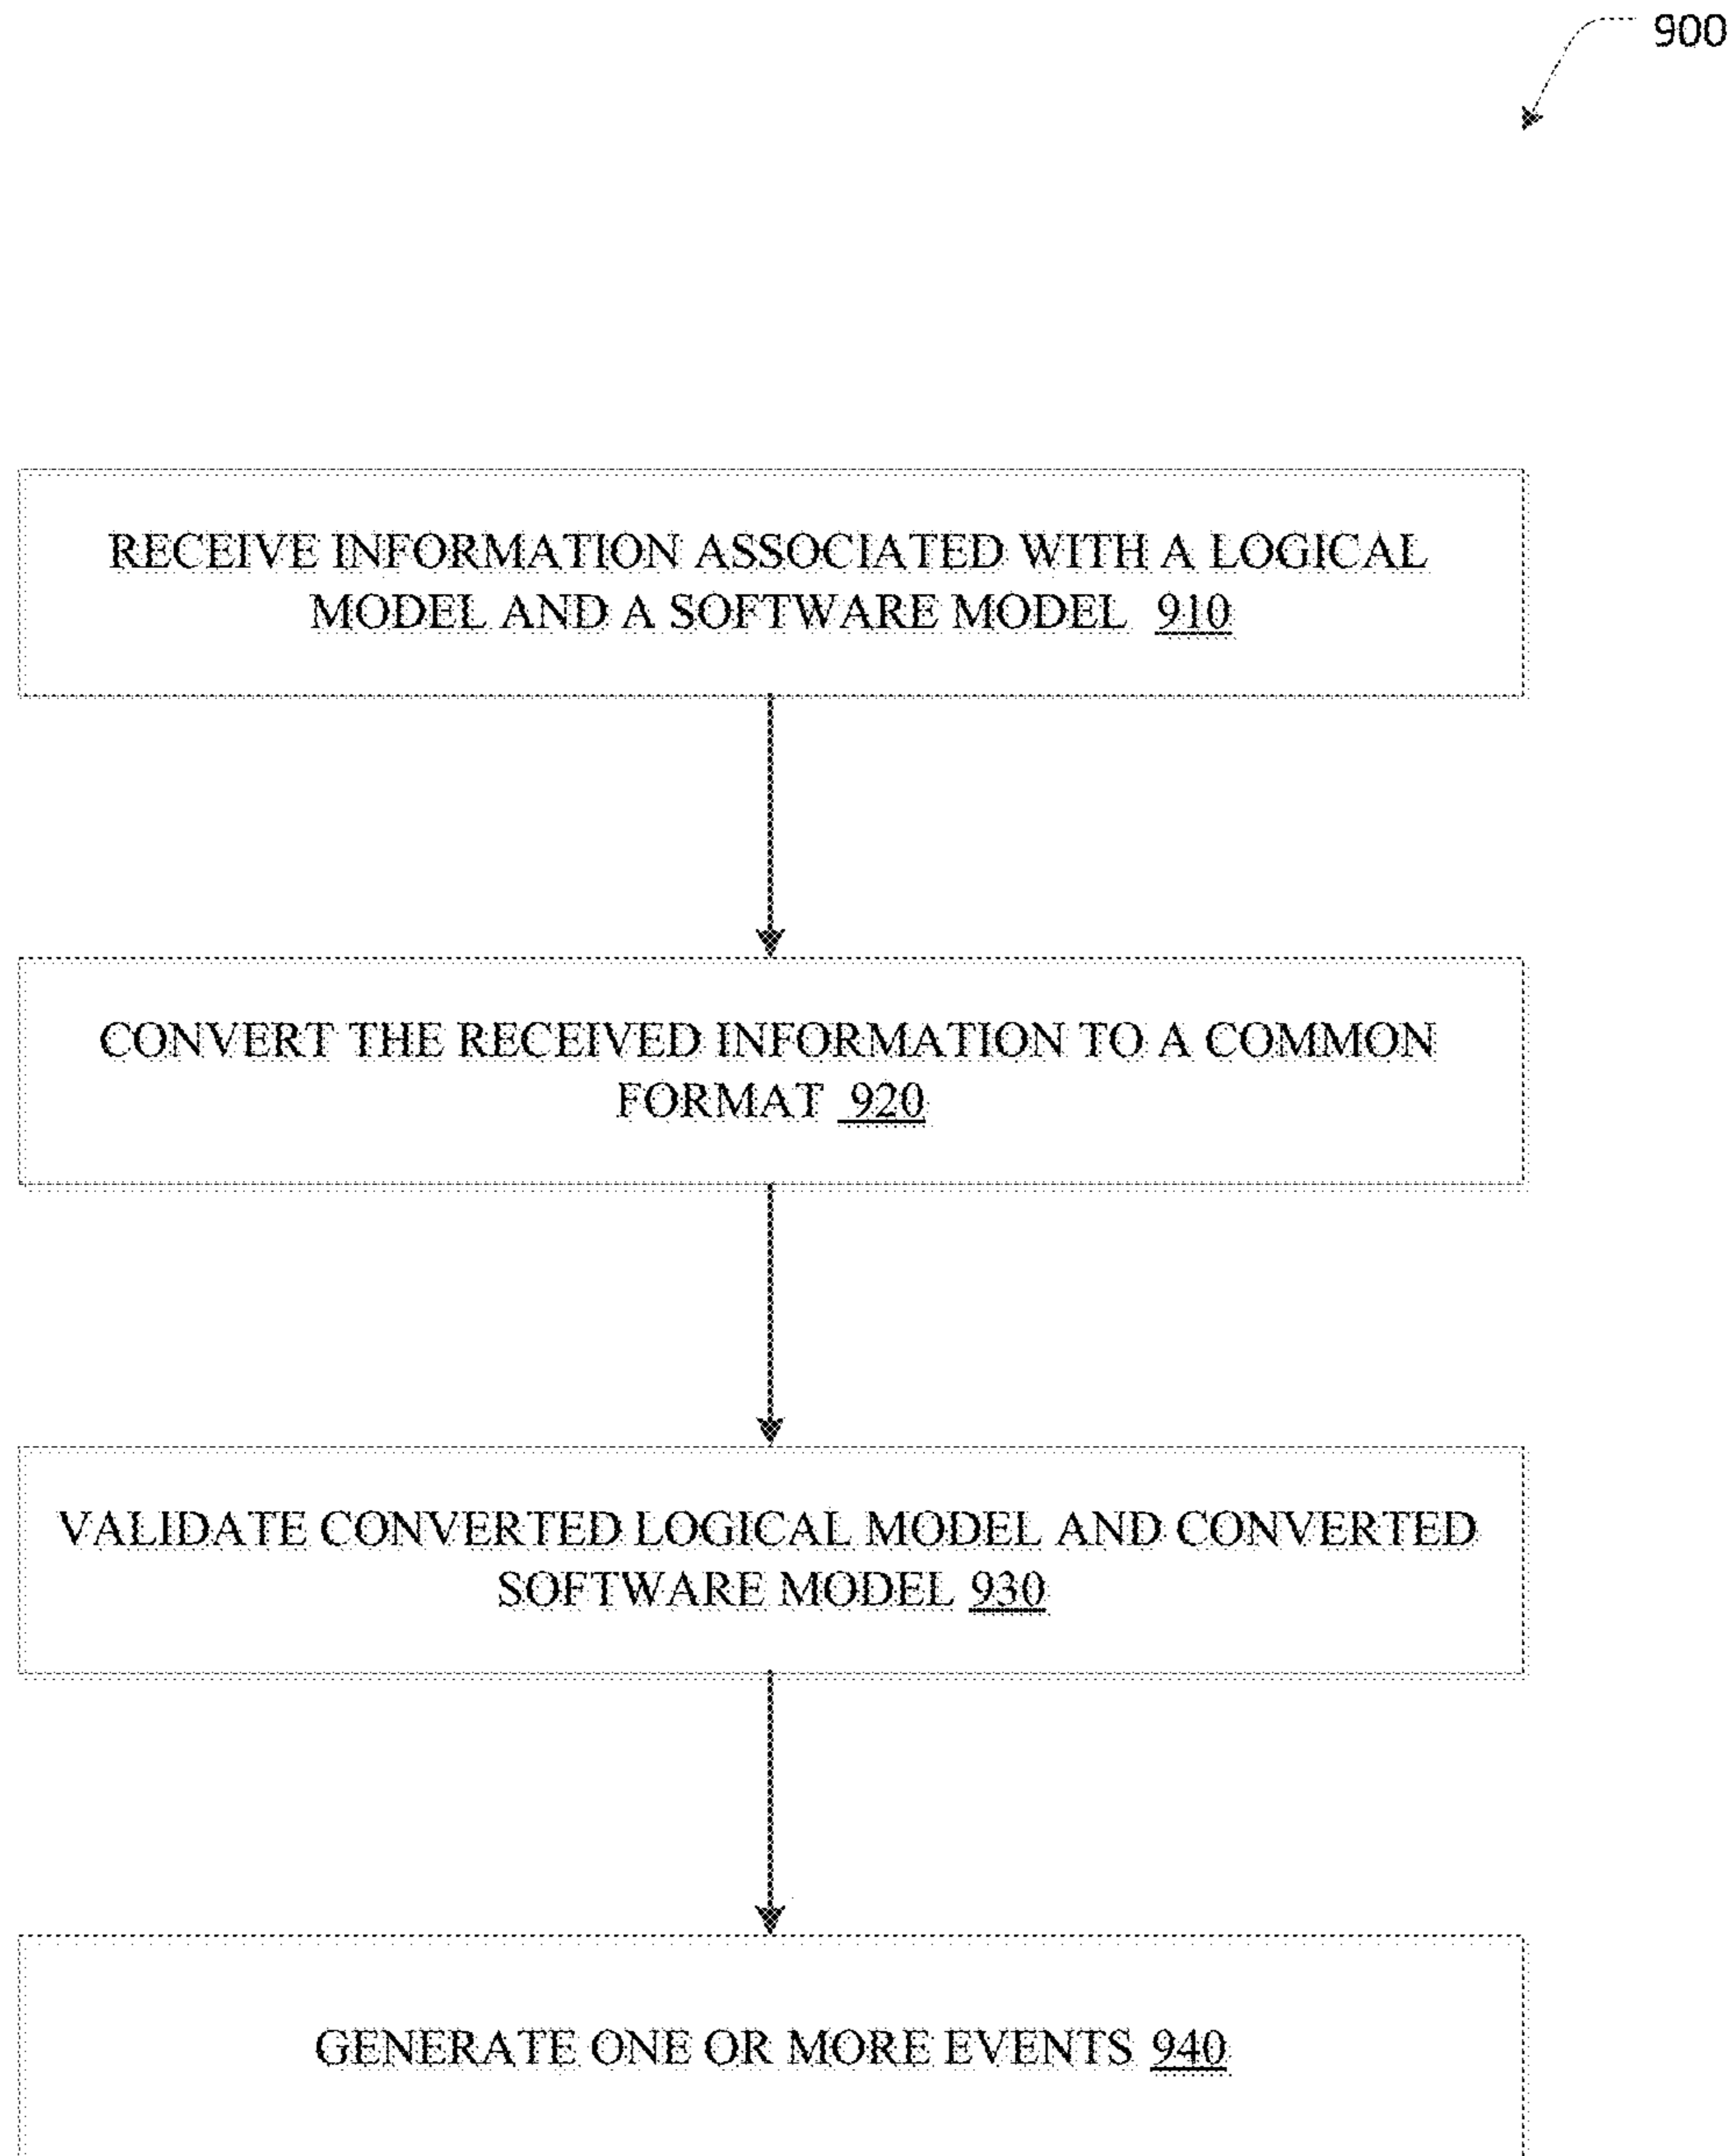 900
RECEIVE INFORMATION ASSOCIATED WITH A LOGICAL
MODEL AND A SOFTWARE MODEL 910
CONVERT THE RECEIVED INFORMATION TO A COMMON
FORMAT 920
VALIDATE CONVERTED LOGICAL MODEL AND CONVERTED
SOFTWARE MODEL 930
GENERATE ONE OR MORE EVENTS 940